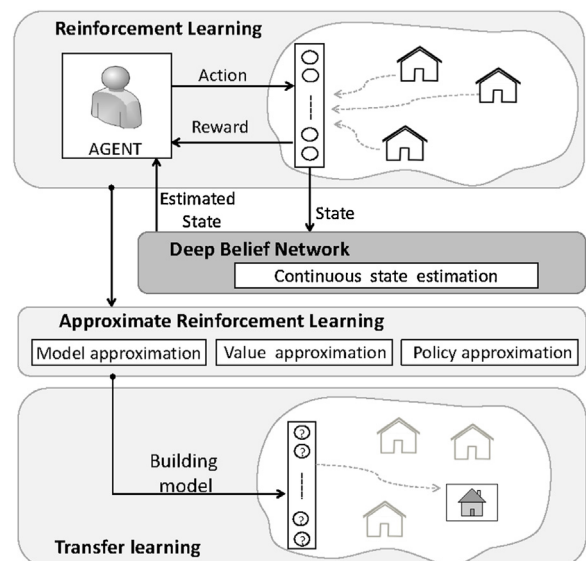 Reinforcement Learning
Action
Reward
AGENT
Estimated
State
State
Deep Belief Network
Continuous state estimation
Approximate Reinforcement Learning
Model approximation
Value approximation
Policy approximation
?
?
Building
model
?
?
Transfer learning